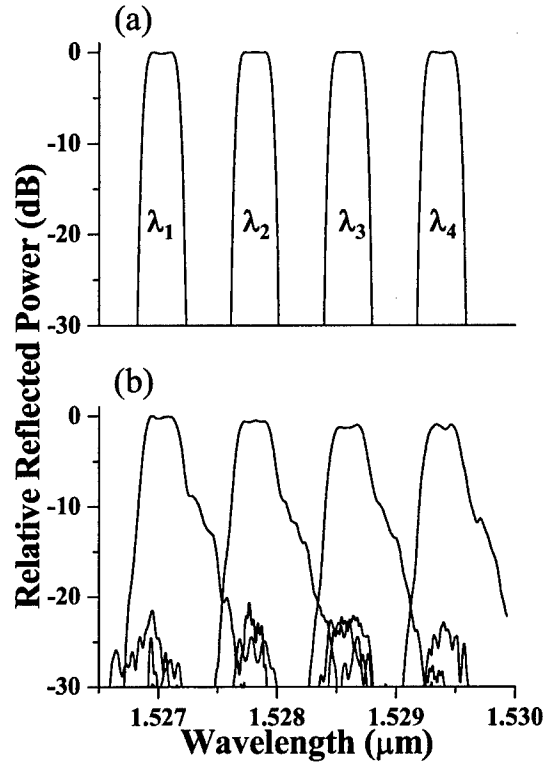 (a)
0
-10
-20
-30
λ1 λ2 λ3 λ4
Relative Reflected Power (dB)
(b)
0
-10
-20
-30
1.527 1.528 1.529 1.530
Wavelength (μm)